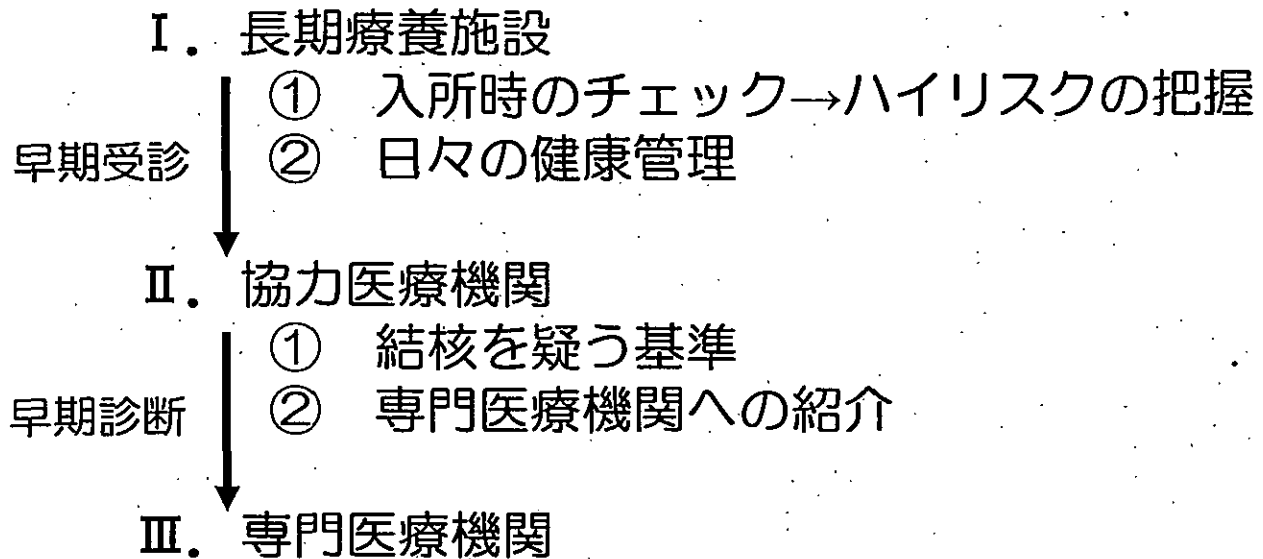 Ⅰ. 長期療養施設
① 入所時のチェック→ハイリスクの把握
早期受診 ② 日々の健康管理
Ⅱ. 協力医療機関
① 結核を疑う基準
早期診断 ② 専門医療機関への紹介
Ⅲ. 専門医療機関